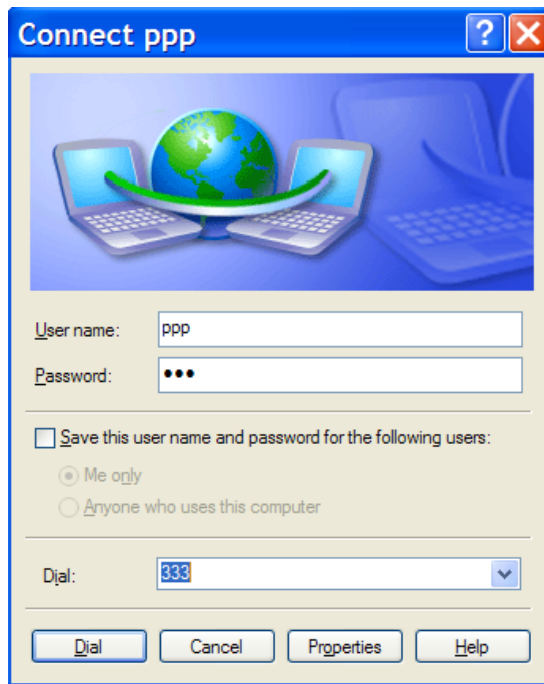 Connect ppp
User name: ppp
Password: •••
Save this user name and password for the following users:
Me only
Anyone who uses this computer
Dial: 333
Dial Cancel Properties Help